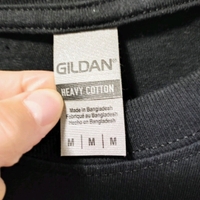 GILDAN®
HEAVY COTTON
Made in Bangladesh
Fabriqué au Bangladesh
Hecho en Bangladesh
M M M